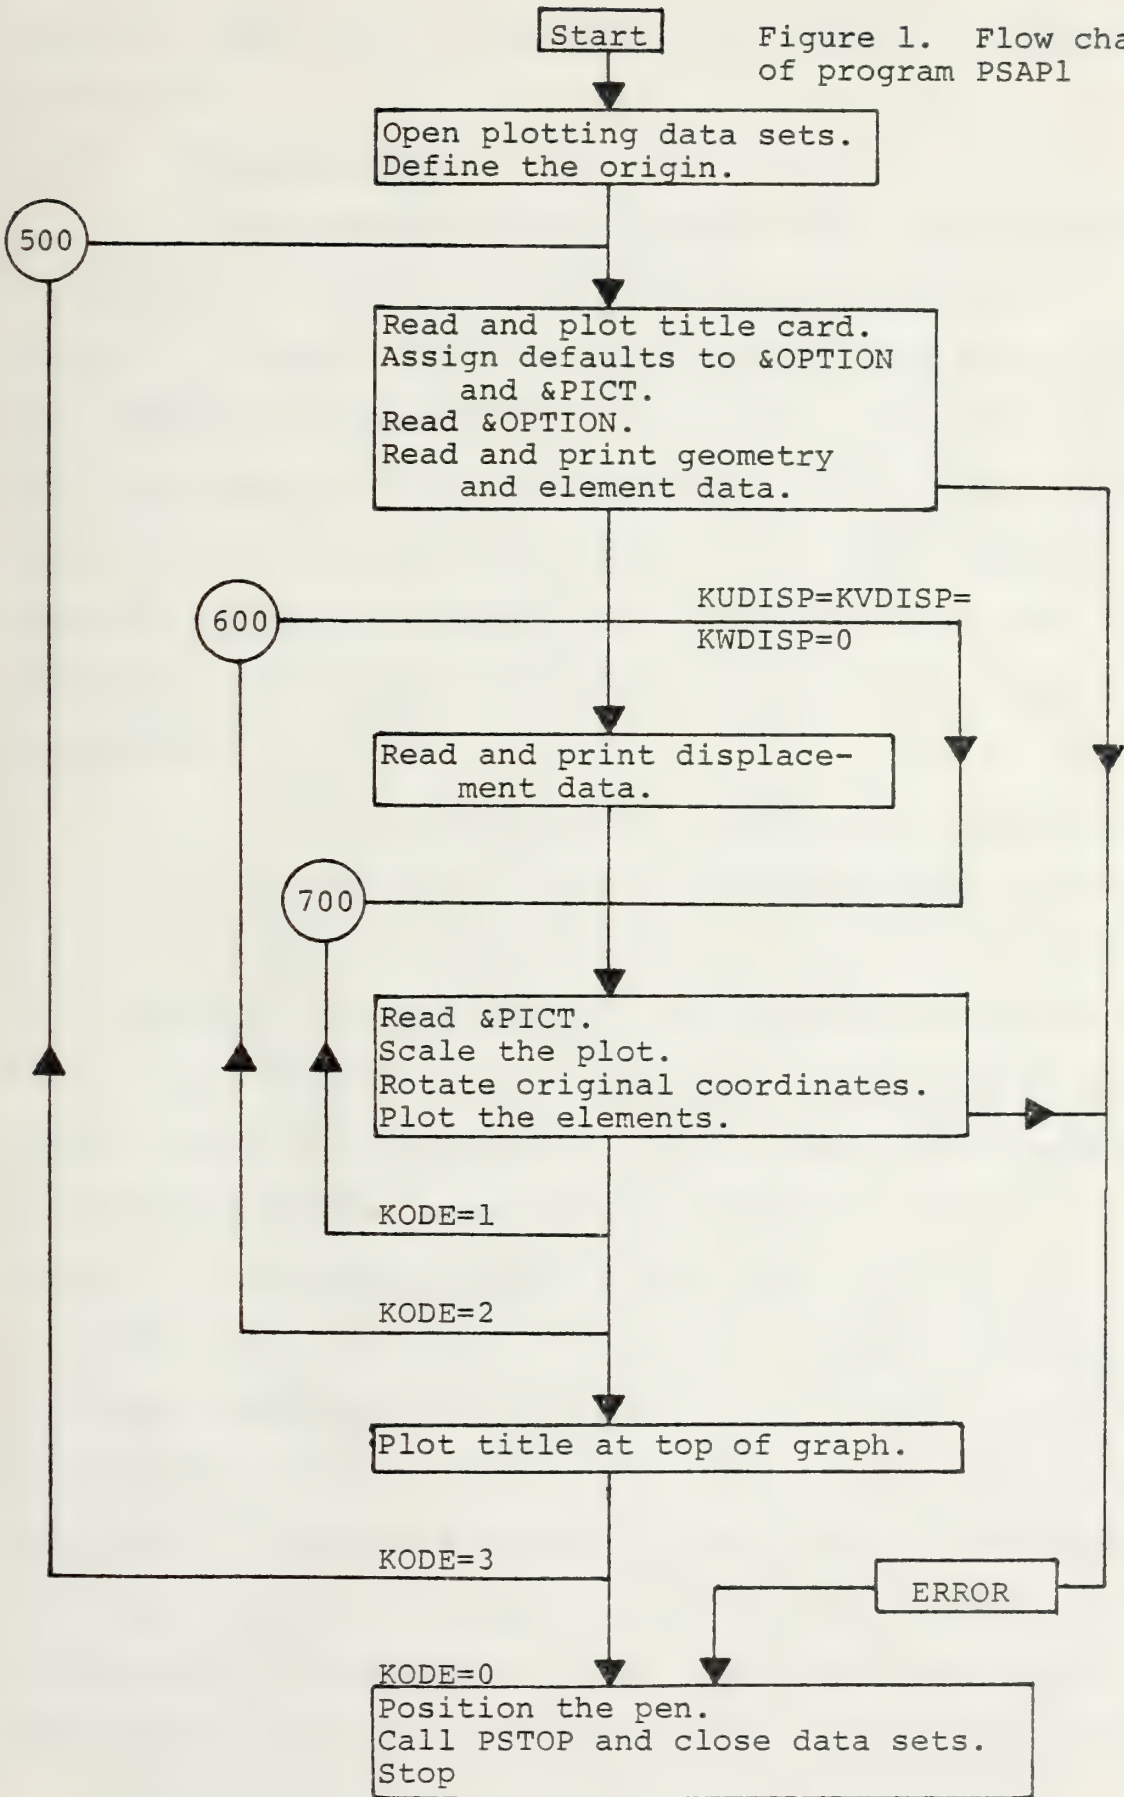 Start
Figure 1. Flow cha
of program PSAP1
Open plotting data sets.
Define the origin.
500
Read and plot title card.
Assign defaults to &OPTION
and &PICT.
Read &OPTION.
Read and print geometry
and element data.
600
KUDISP=KVDISP=
KWDISP=0
Read and print displace-
ment data.
700
Read &PICT.
Scale the plot.
Rotate original coordinates.
Plot the elements.
KODE=1
KODE=2
Plot title at top of graph.
KODE=3
ERROR
KODE=0
Position the pen.
Call PSTOP and close data sets.
Stop